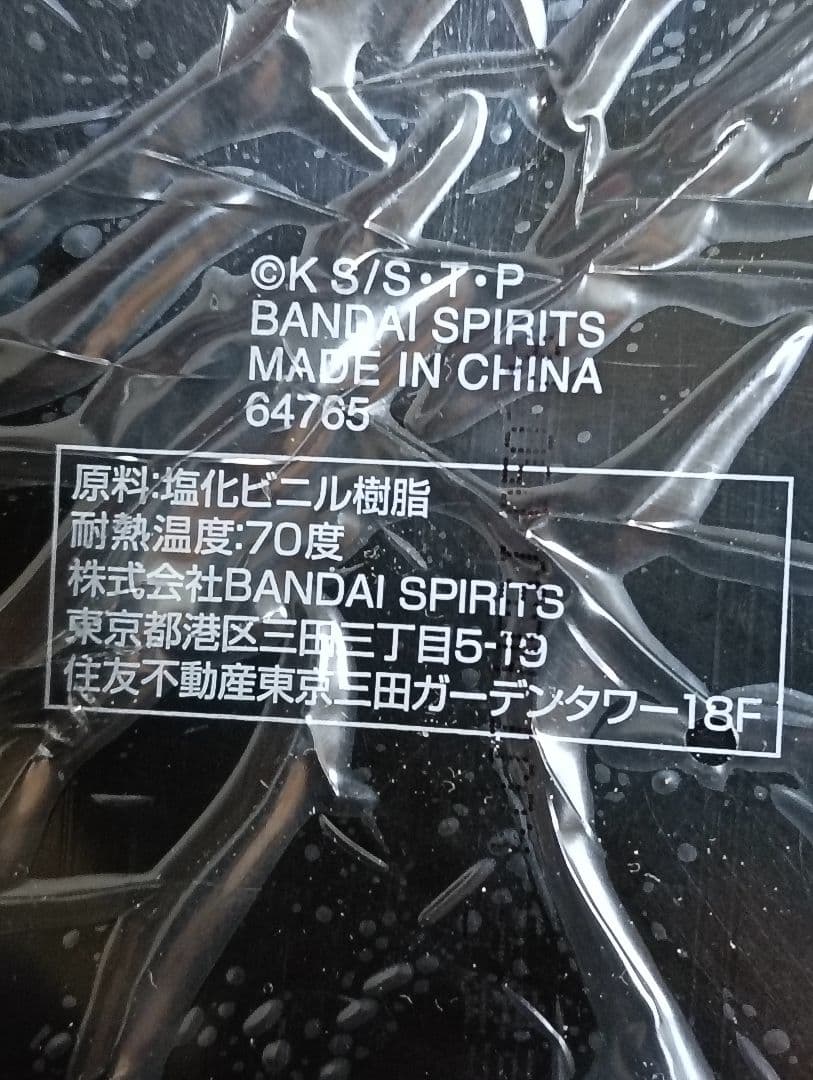 ©K S/S・T・P
BANDAI SPIRITS
MADE IN CHINA
64765
原料:塩化ビニル樹脂
耐熱温度:70度
株式会社BANDAI SPIRITS
東京都港区三田三丁目5-19
住友不動産東京三田ガーデンタワー18F